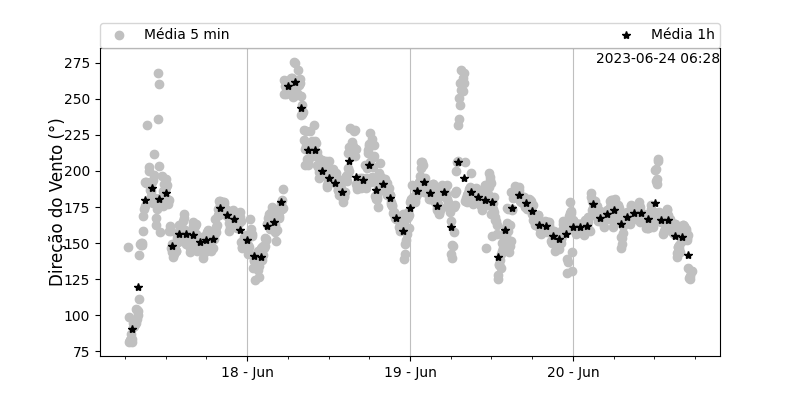 Média 5 min
Média 1h
2023-06-24 06:28
Direção do Vento (°)
275
250
225
200
175
150
125
100
75
18 - Jun
19 - Jun
20 - Jun